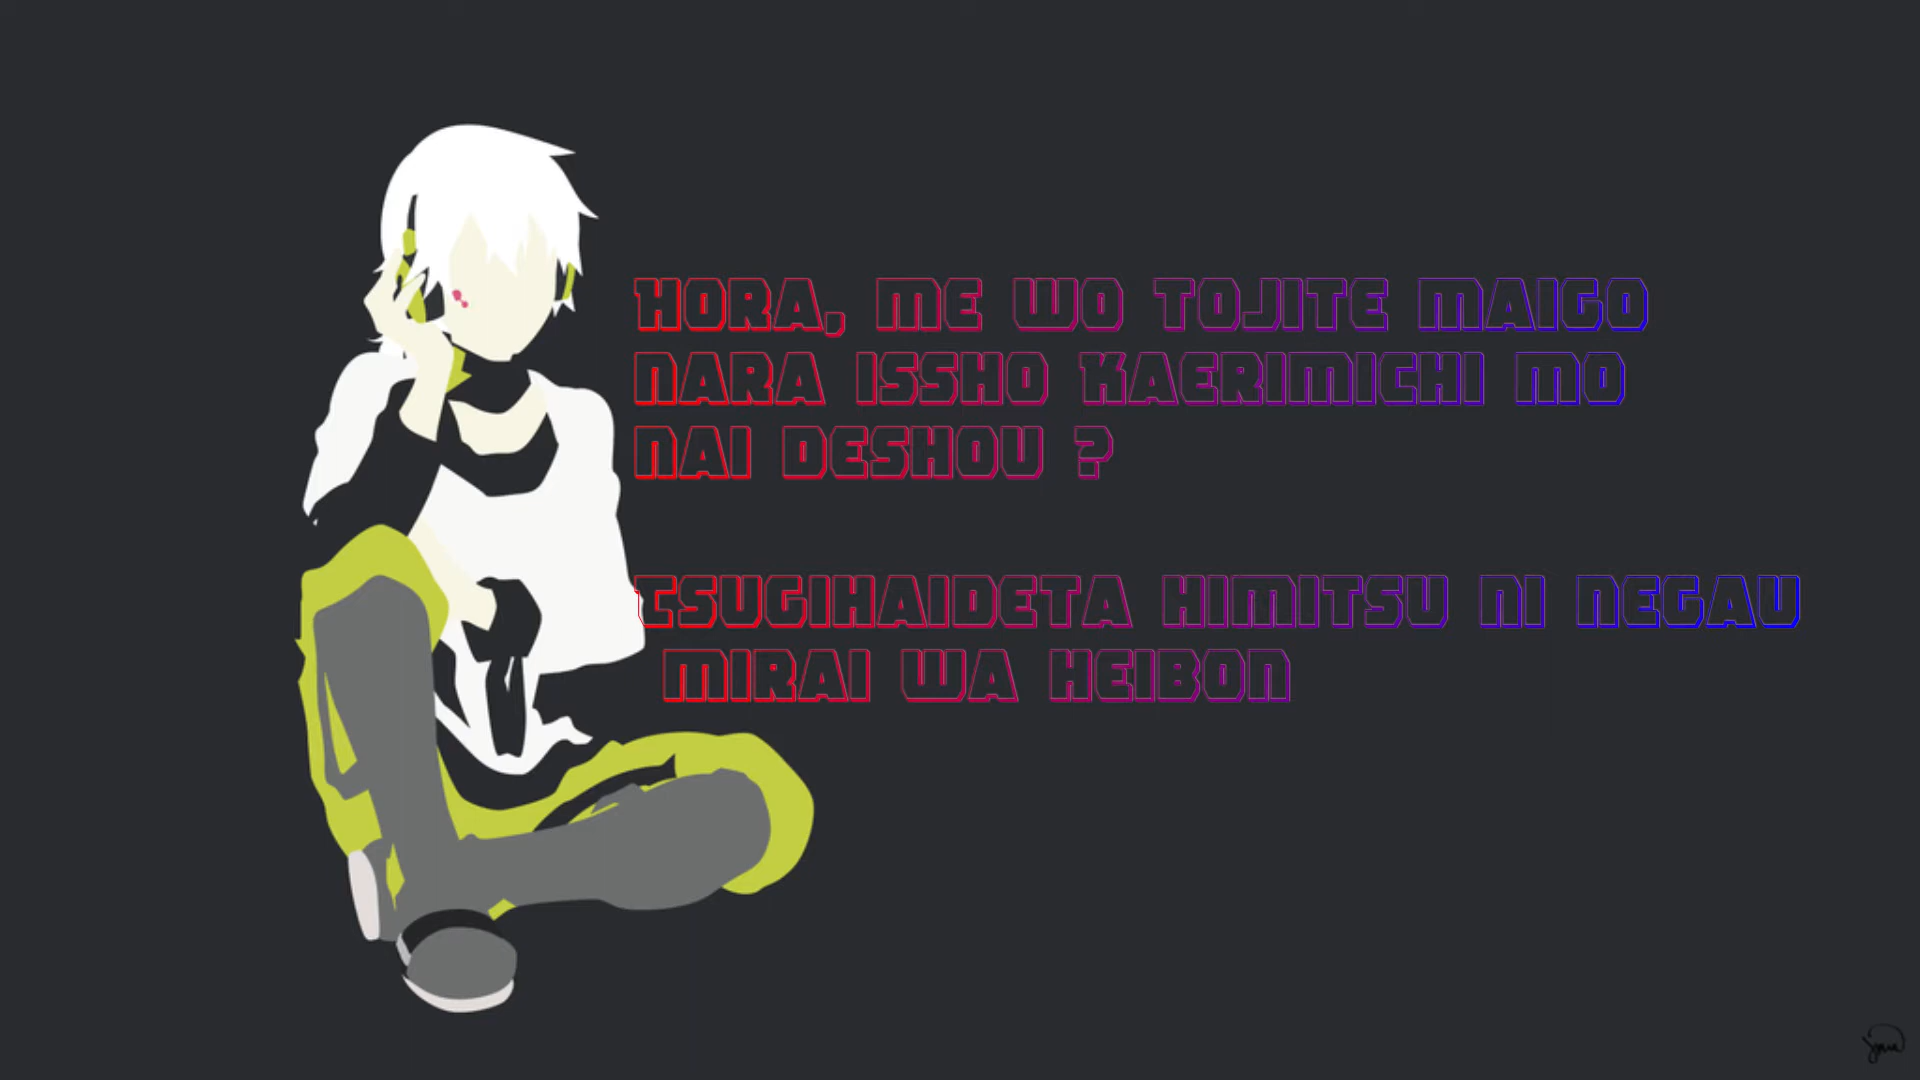 HORA, ME WO TOJITE MAIGO
NARA ISSHO KAERIMICHI MO
NAI DESHOU ?
TSUGIHAIDETA HIMITSU NI NEGAU
MIRAI WA HEIBON